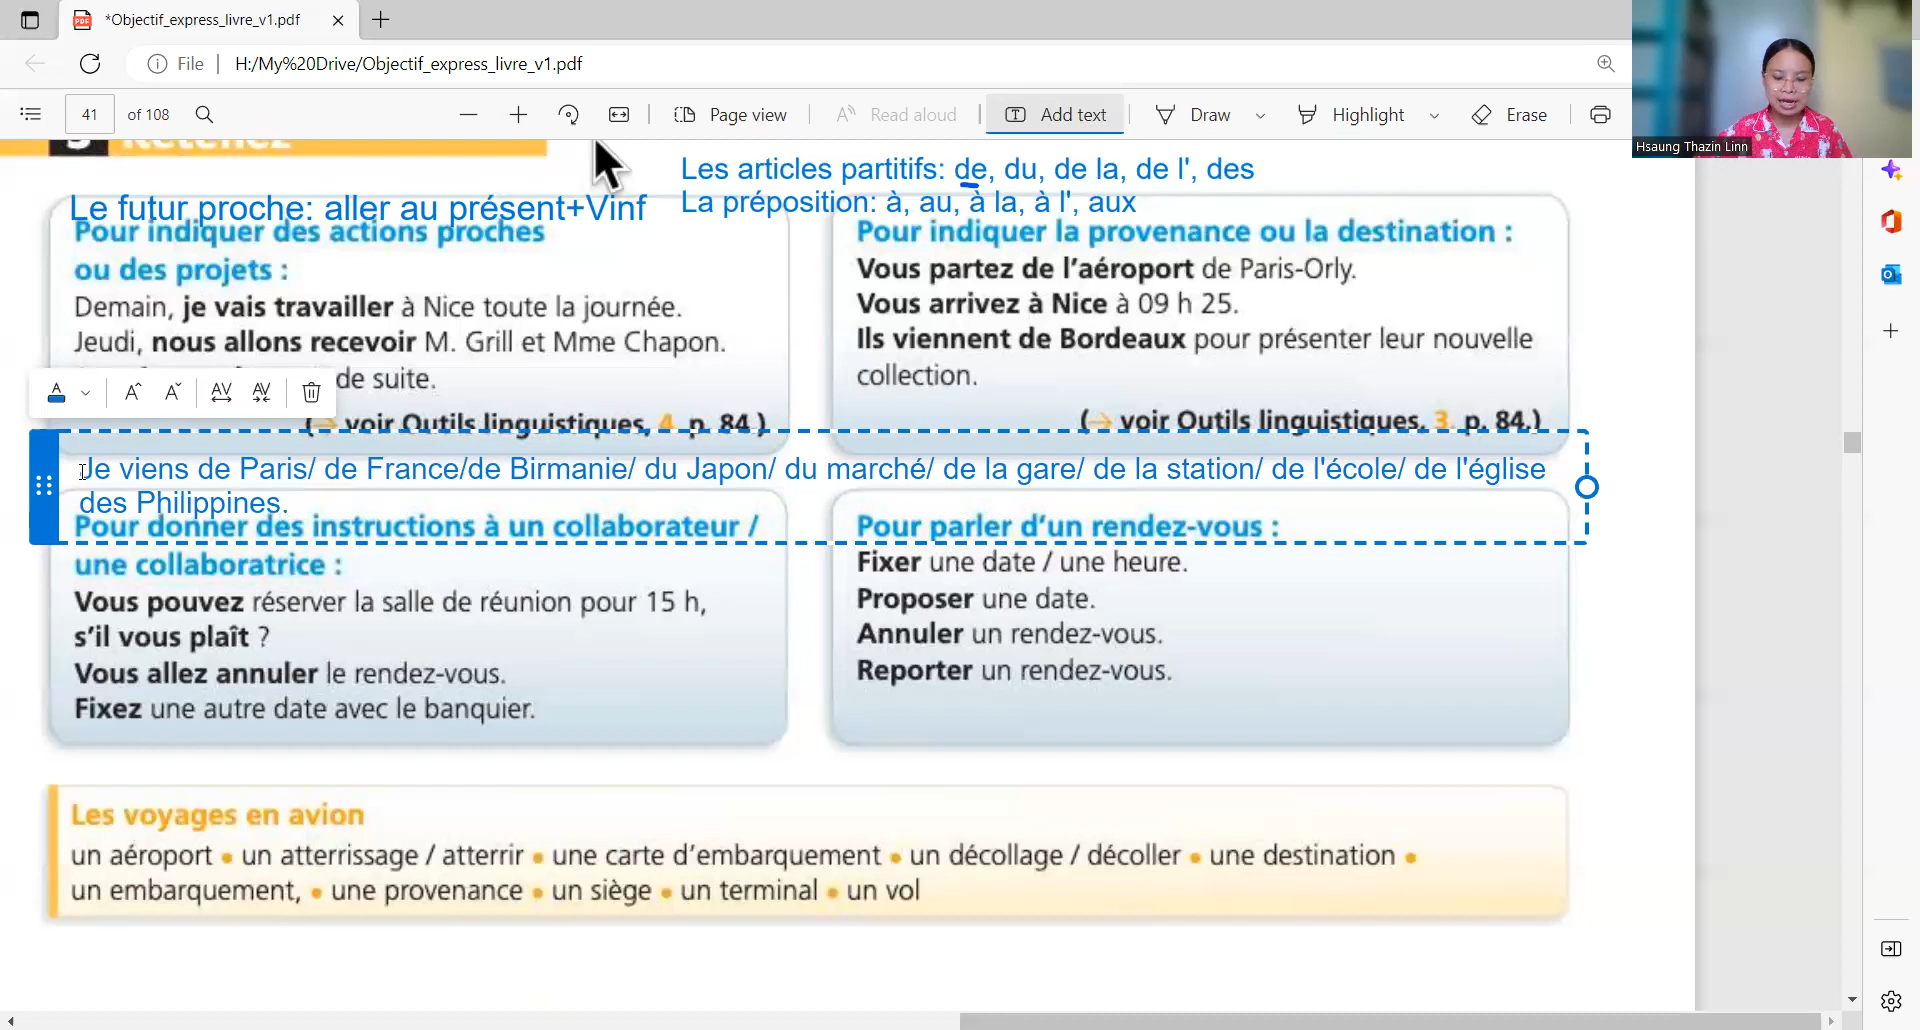 *Objectif_express_livre_v1.pdf
File
H:/My%20Drive/Objectif_express_livre_v1.pdf
41 of 108
Page view
Read aloud
Add text
Draw
Highlight
Erase
Hsaung Thazin Linn
Retenez
Les articles partitifs: de, du, de la, de l', des
La préposition: à, au, à la, à l', aux
Le futur proche: aller au présent+Vinf
Pour indiquer des actions proches
ou des projets :
Demain, je vais travailler à Nice toute la journée.
Jeudi, nous allons recevoir M. Grill et Mme Chapon.
de suite.
(→ voir Outils linguistiques, 4. p. 84.)
Pour indiquer la provenance ou la destination :
Vous partez de l'aéroport de Paris-Orly.
Vous arrivez à Nice à 09 h 25.
Ils viennent de Bordeaux pour présenter leur nouvelle
collection.
(→ voir Outils linguistiques, 3. p. 84.)
Je viens de Paris/ de France/de Birmanie/ du Japon/ du marché/ de la gare/ de la station/ de l'école/ de l'église
des Philippines.
Pour donner des instructions à un collaborateur /
une collaboratrice :
Vous pouvez réserver la salle de réunion pour 15 h,
s'il vous plaît ?
Vous allez annuler le rendez-vous.
Fixez une autre date avec le banquier.
Pour parler d'un rendez-vous :
Fixer une date / une heure.
Proposer une date.
Annuler un rendez-vous.
Reporter un rendez-vous.
Les voyages en avion
un aéroport • un atterrissage / atterrir • une carte d'embarquement • un décollage / décoller • une destination •
un embarquement, • une provenance • un siège • un terminal • un vol